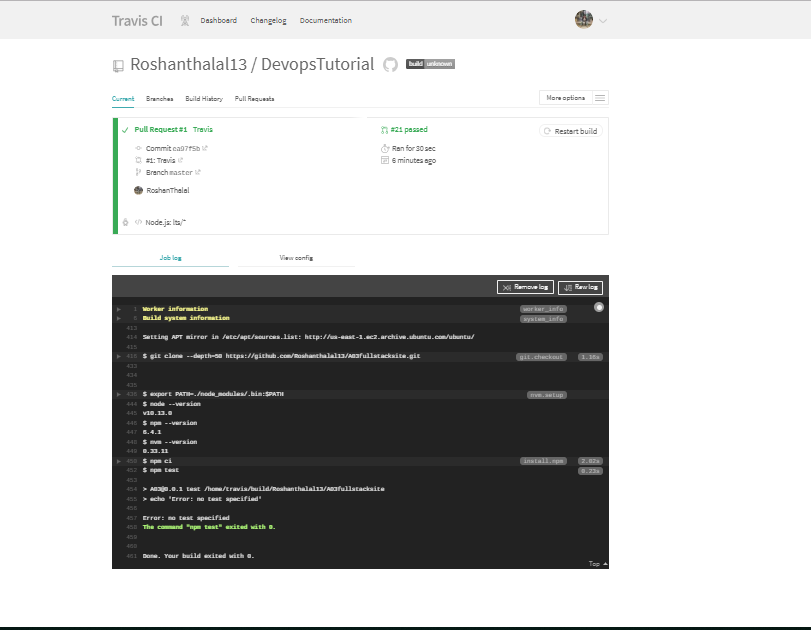 Travis CI Dashboard Changelog Documentation
Roshanthalal13 / DevopsTutorial build unknown
Current Branches Build History Pull Requests More options
Pull Request #1 Travis #21 passed Restart build
Commit ea97f5b Ran for 30 sec
#1: Travis 6 minutes ago
Branch master
RoshanThalal
Node.js: lts/*
Job log View config
Remove log Raw log
1 Worker information worker_info
6 Build system information system_info
413
414 Setting APT mirror in /etc/apt/sources.list: http://us-east-1.ec2.archive.ubuntu.com/ubuntu/
415
416 $ git clone --depth=50 https://github.com/Roshanthalal13/A03fullstacksite.git git.checkout
433
434
435
436 $ export PATH=./node_modules/.bin:$PATH nvm.setup
444 $ node --version
445 v10.13.0
446 $ npm --version
447 6.4.1
448 $ nvm --version
449 0.33.11
450 $ npm ci install.npm 2.92s
452 $ npm test 0.23s
453
454 > A03@0.0.1 test /home/travis/build/Roshanthalal13/A03fullstacksite
455 > echo 'Error: no test specified'
456
457 Error: no test specified
458 The command "npm test" exited with 0.
459
460
461 Done. Your build exited with 0.
Top